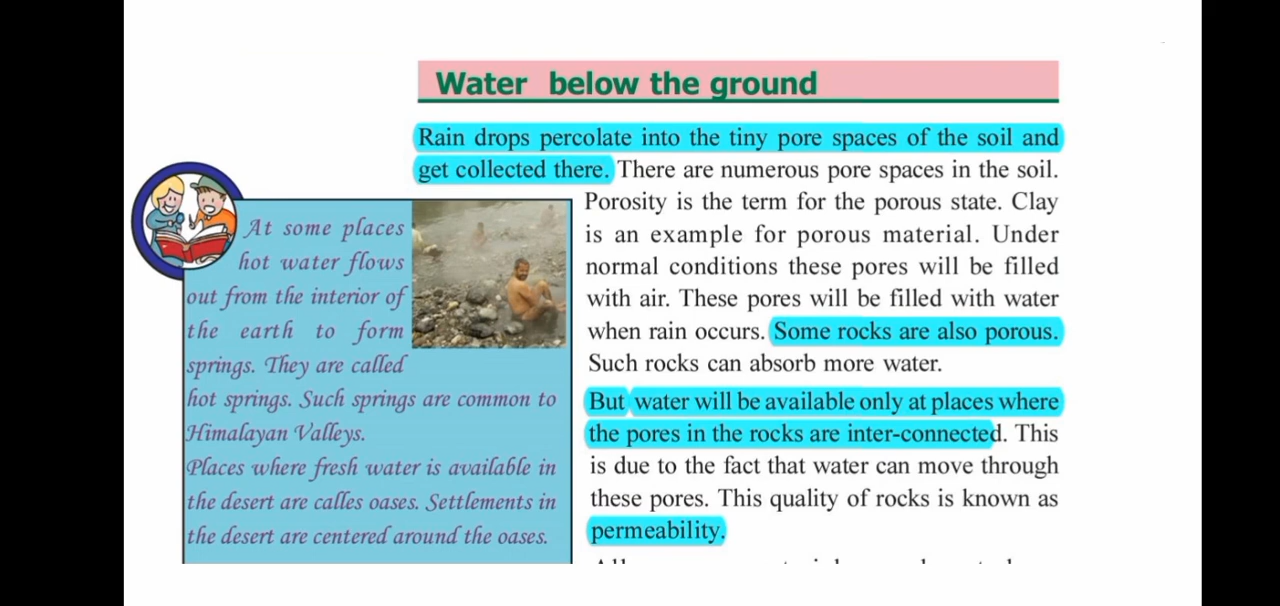 Water below the ground
Rain drops percolate into the tiny pore spaces of the soil and
get collected there. There are numerous pore spaces in the soil.
Porosity is the term for the porous state. Clay
is an example for porous material. Under
normal conditions these pores will be filled
with air. These pores will be filled with water
when rain occurs. Some rocks are also porous.
Such rocks can absorb more water.
But water will be available only at places where
the pores in the rocks are inter-connected. This
is due to the fact that water can move through
these pores. This quality of rocks is known as
permeability.
At some places
hot water flows
out from the interior of
the earth to form
springs. They are called
hot springs. Such springs are common to
Himalayan Valleys.
Places where fresh water is available in
the desert are calles oases. Settlements in
the desert are centered around the oases.